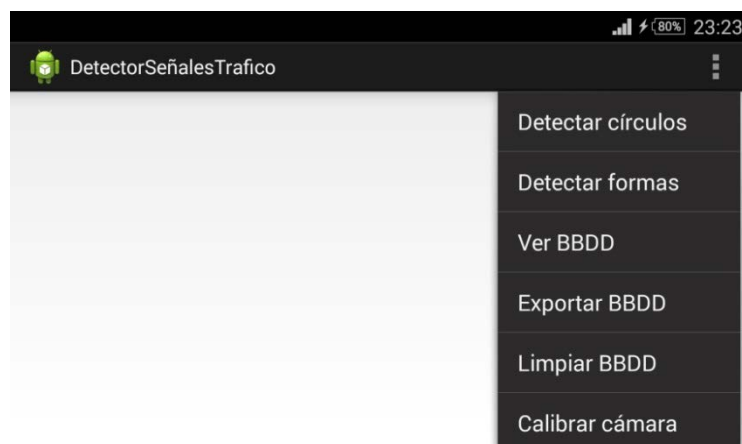 80% 23:23
DetectorSeñalesTrafico
Detectar círculos
Detectar formas
Ver BBDD
Exportar BBDD
Limpiar BBDD
Calibrar cámara